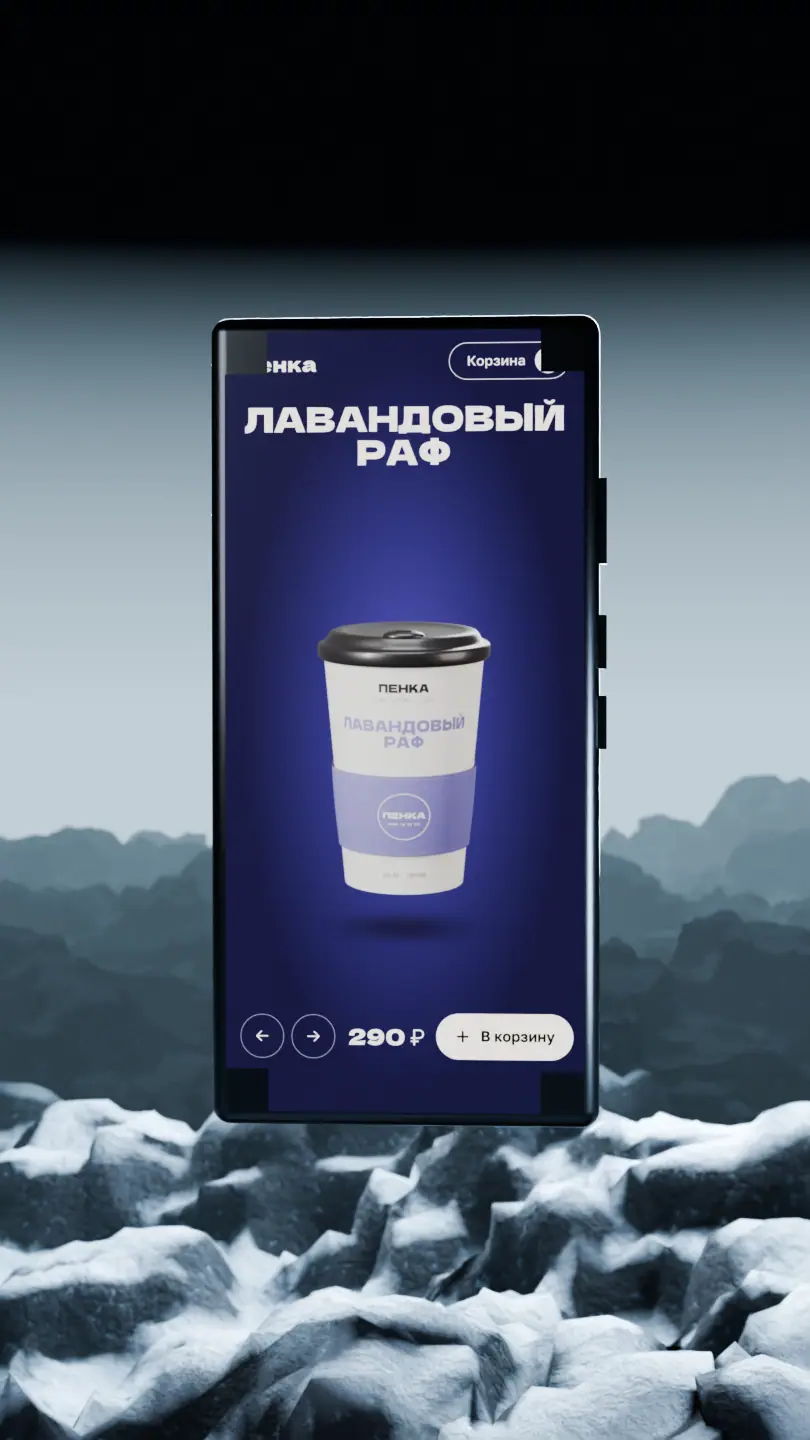 енка
Корзина
ЛАВАНДОВЫЙ
РАФ
ПЕНКА
ЛАВАНДОВЫЙ
РАФ
ПЕНКА
290 ₽
+ В корзину